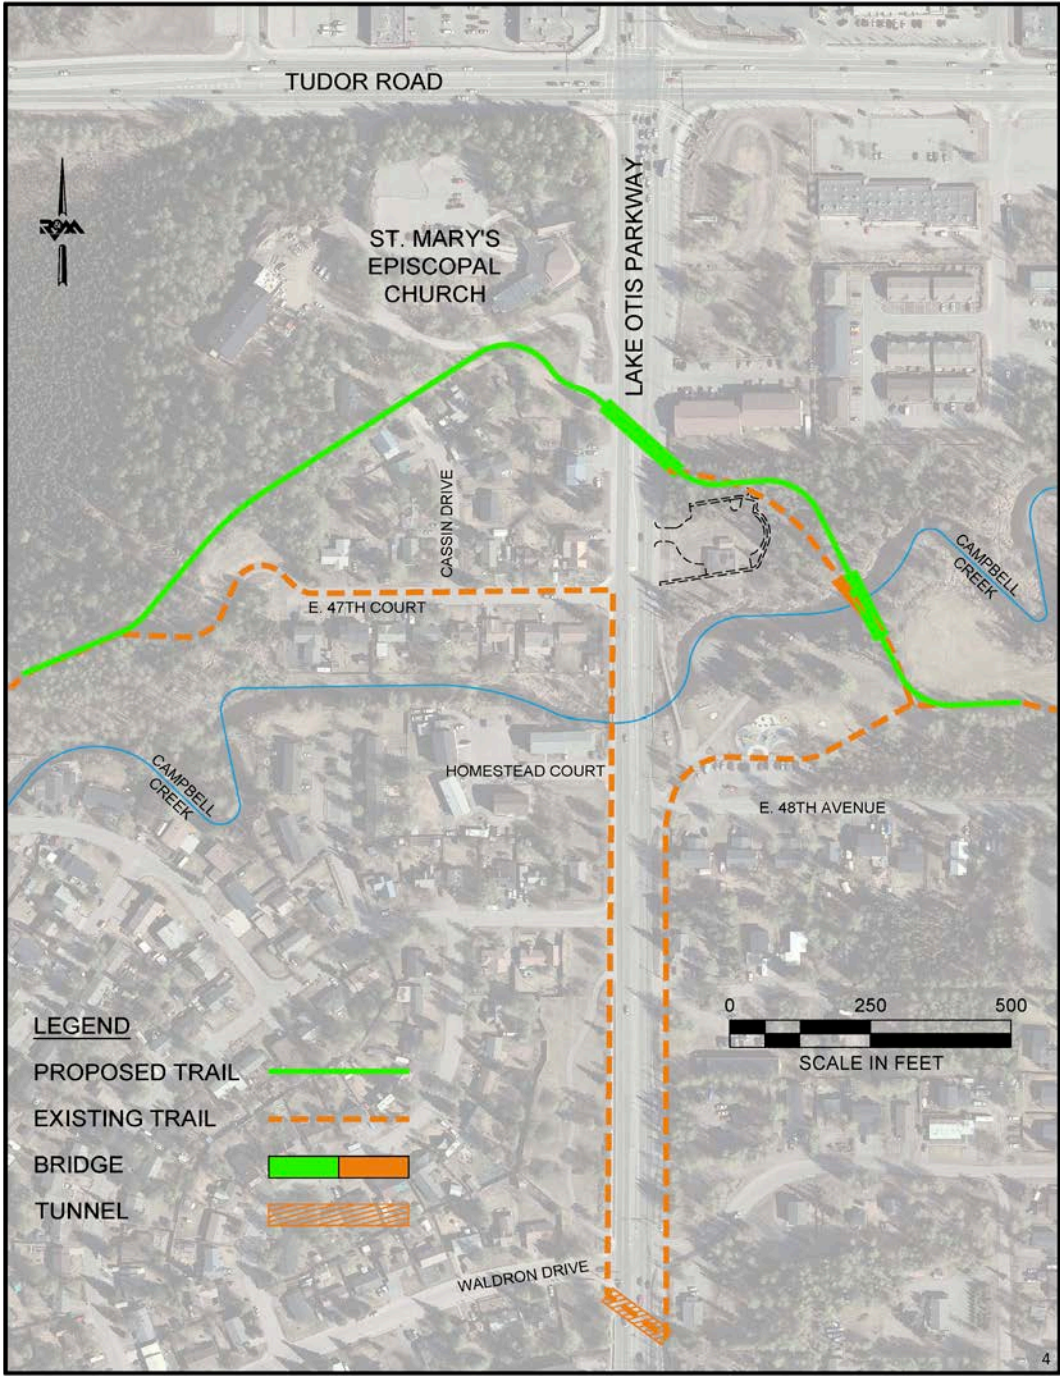 TUDOR ROAD
LAKE OTIS PARKWAY
R&M
ST. MARY'S
EPISCOPAL
CHURCH
CASSIN DRIVE
E. 47TH COURT
CAMPBELL
CREEK
CAMPBELL
CREEK
HOMESTEAD COURT
E. 48TH AVENUE
0 250 500
SCALE IN FEET
LEGEND
PROPOSED TRAIL
EXISTING TRAIL
BRIDGE
TUNNEL
WALDRON DRIVE
4